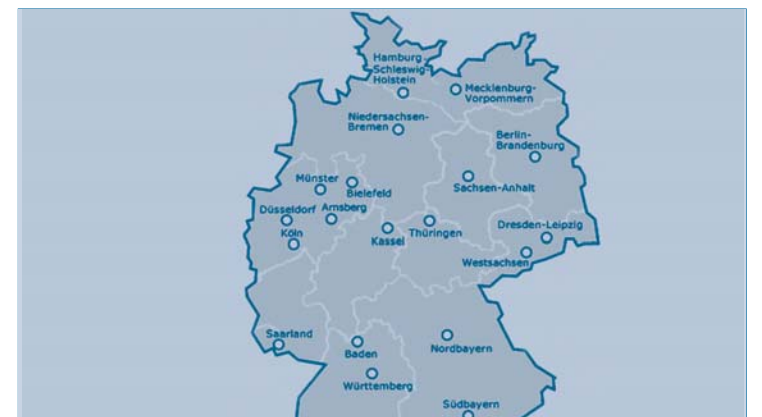 Hamburg-
Schleswig-
Holstein
Mecklenburg-
Vorpommern
Niedersachsen-
Bremen
Berlin-
Brandenburg
Münster
Bielefeld
Sachsen-Anhalt
Düsseldorf
Arnsberg
Köln
Kassel
Thüringen
Dresden-Leipzig
Westsachsen
Saarland
Baden
Nordbayern
Württemberg
Südbayern